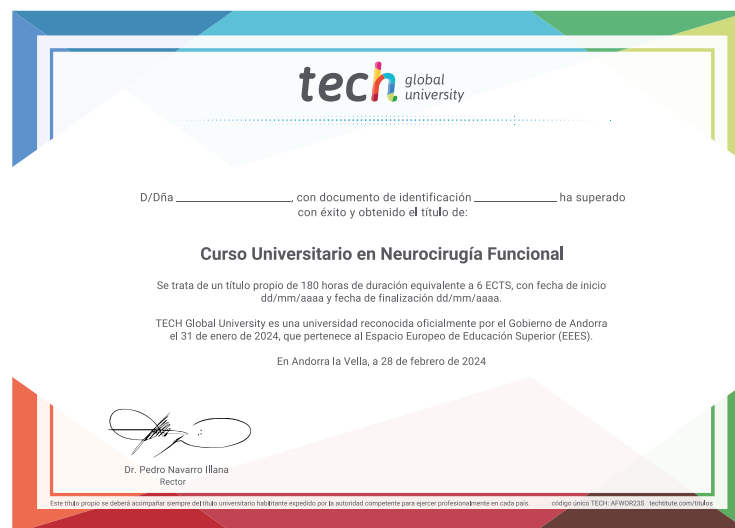 tech global university
D/Dña ________________, con documento de identificación ____________ ha superado
con éxito y obtenido el título de:
Curso Universitario en Neurocirugía Funcional
Se trata de un título propio de 180 horas de duración equivalente a 6 ECTS, con fecha de inicio
dd/mm/aaaa y fecha de finalización dd/mm/aaaa.
TECH Global University es una universidad reconocida oficialmente por el Gobierno de Andorra
el 31 de enero de 2024, que pertenece al Espacio Europeo de Educación Superior (EEES).
En Andorra la Vella, a 28 de febrero de 2024
Dr. Pedro Navarro Illana
Rector
Este título propio se deberá acompañar siempre del título universitario habilitante expedido por la autoridad competente para ejercer profesionalmente en cada país. código único TECH: AFWOR23S techtitute.com/titulos